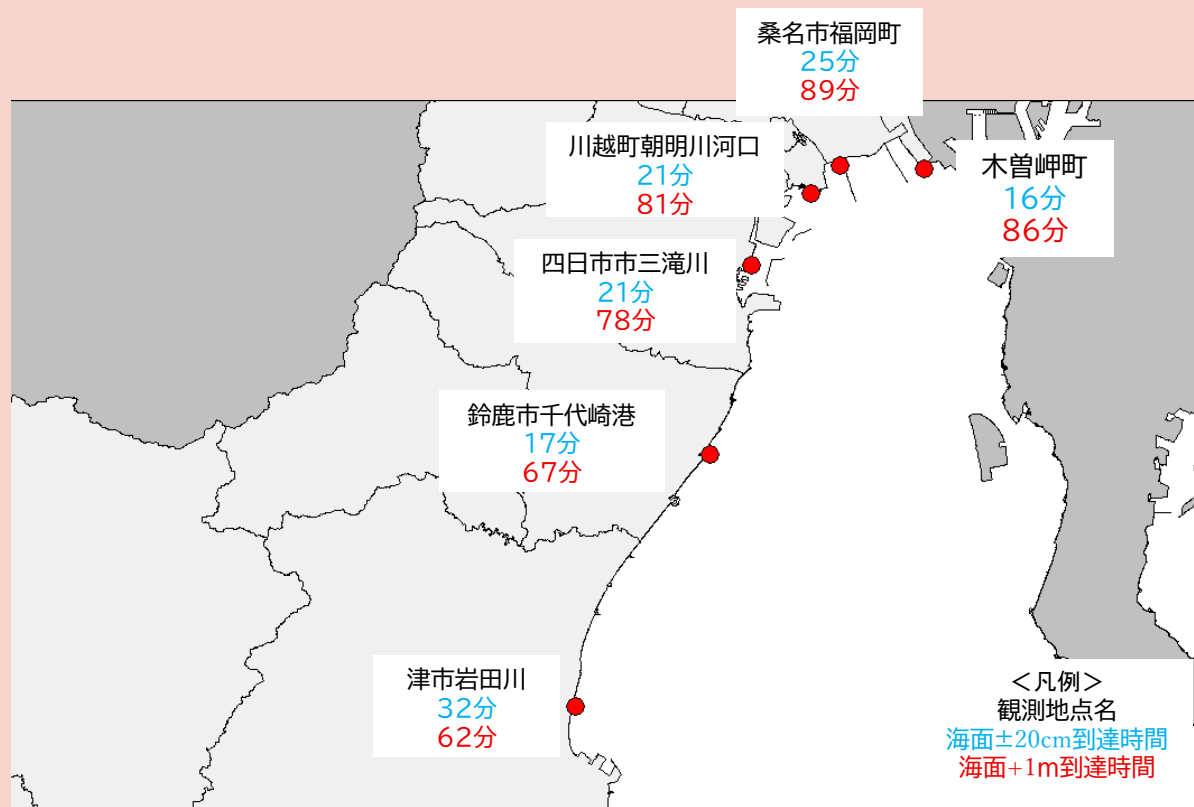 桑名市福岡町
25分
89分
川越町朝明川河口
21分
81分
木曽岬町
16分
86分
四日市市三滝川
21分
78分
鈴鹿市千代崎港
17分
67分
津市岩田川
32分
62分
＜凡例＞
観測地点名
海面±20cm到達時間
海面+1m到達時間